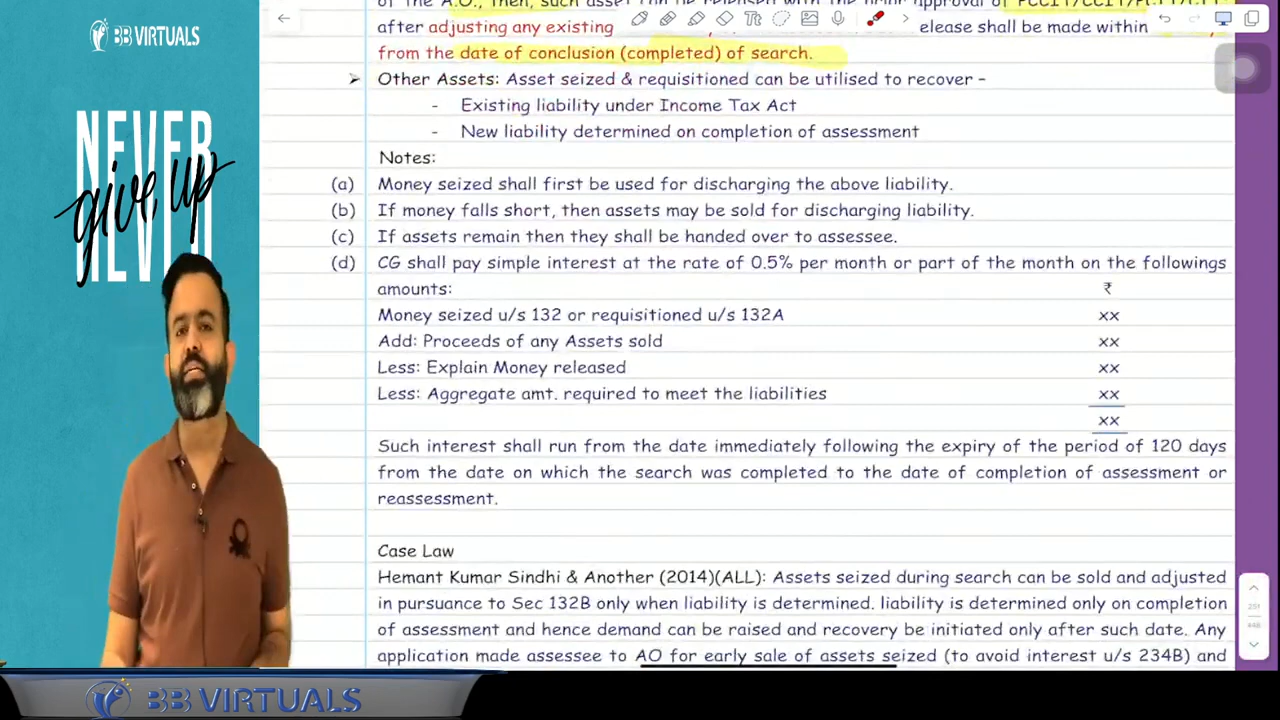 BB VIRTUALS
NEVER
give up
NEVER
of the A.O., Then, such asset can be released with the prior approval of PCCIT/CCIT/PCIT/CIT
after adjusting any existing
elease shall be made within
from the date of conclusion (completed) of search.
➢ Other Assets: Asset seized & requisitioned can be utilised to recover –
- Existing liability under Income Tax Act
- New liability determined on completion of assessment
Notes:
(a) Money seized shall first be used for discharging the above liability.
(b) If money falls short, then assets may be sold for discharging liability.
(c) If assets remain then they shall be handed over to assessee.
(d) CG shall pay simple interest at the rate of 0.5% per month or part of the month on the followings
amounts: ₹
Money seized u/s 132 or requisitioned u/s 132A xx
Add: Proceeds of any Assets sold xx
Less: Explain Money released xx
Less: Aggregate amt. required to meet the liabilities xx
xx
Such interest shall run from the date immediately following the expiry of the period of 120 days
from the date on which the search was completed to the date of completion of assessment or
reassessment.
Case Law
Hemant Kumar Sindhi & Another (2014)(ALL): Assets seized during search can be sold and adjusted
in pursuance to Sec 132B only when liability is determined. liability is determined only on completion
of assessment and hence demand can be raised and recovery be initiated only after such date. Any
application made assessee to AO for early sale of assets seized (to avoid interest u/s 234B) and
251
448
BB VIRTUALS